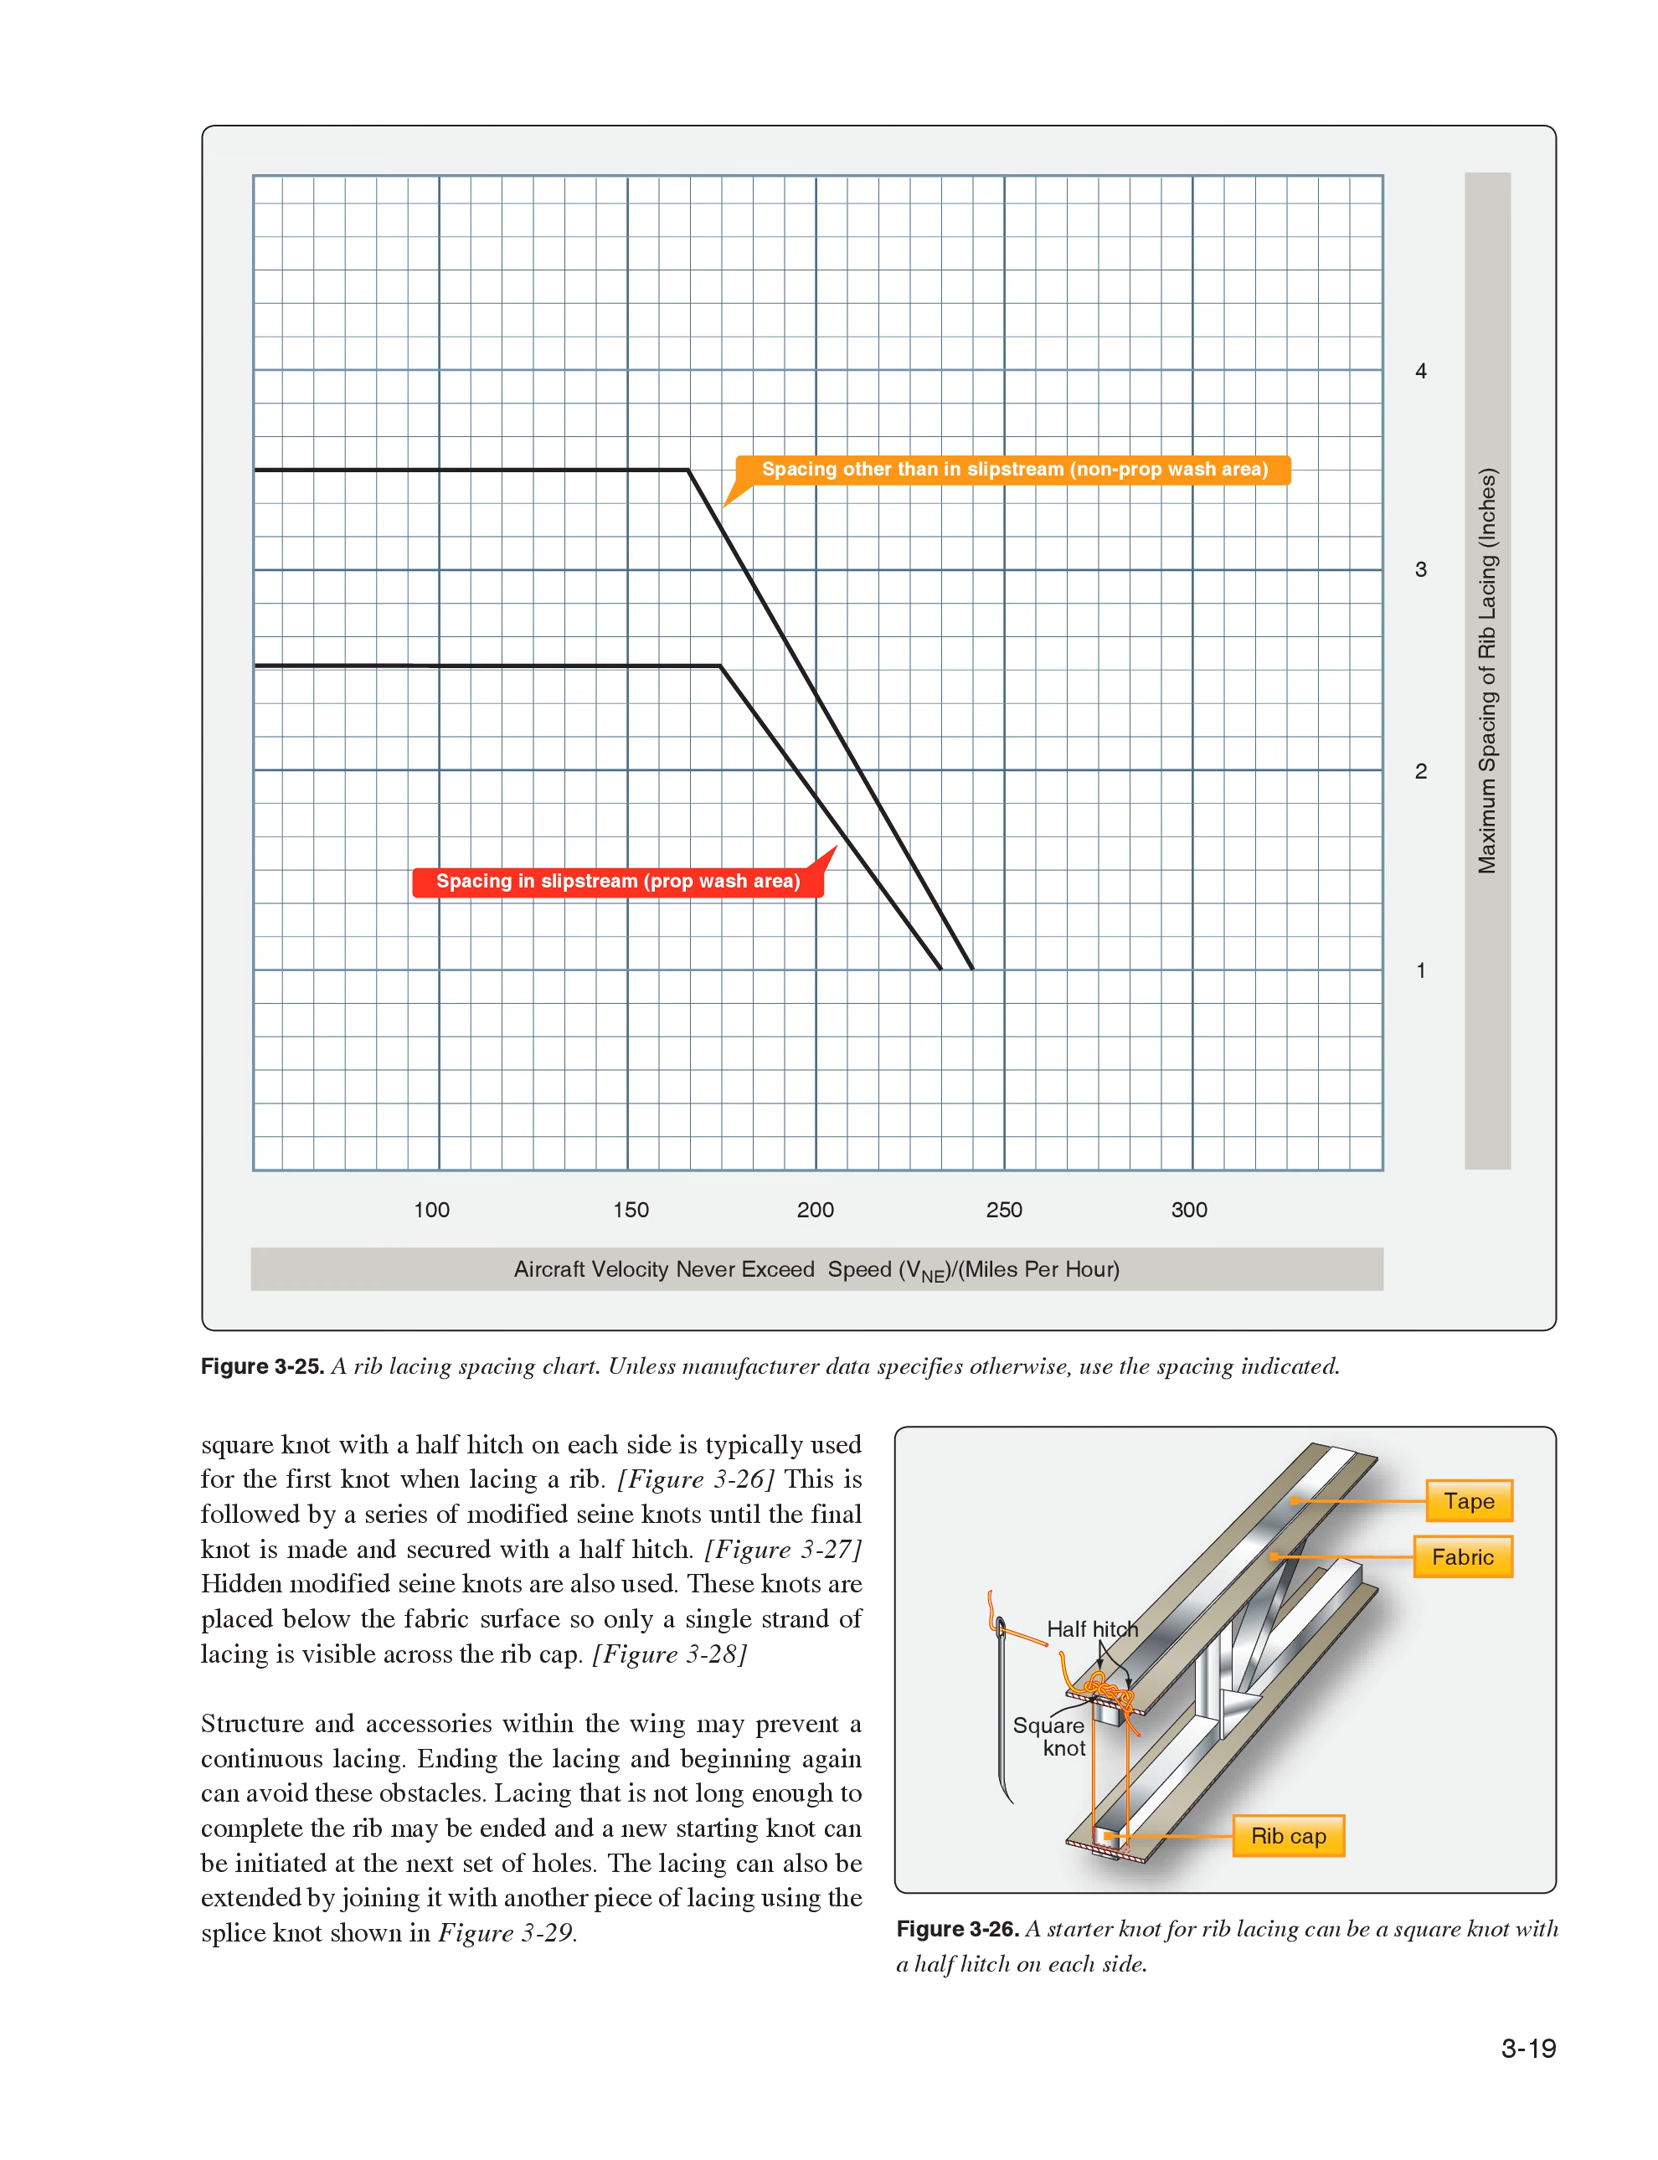 4
Spacing other than in slipstream (non-prop wash area)
3
Maximum Spacing of Rib Lacing (Inches)
2
Spacing in slipstream (prop wash area)
1
100 150 200 250 300
Aircraft Velocity Never Exceed Speed (VNE)/(Miles Per Hour)
Figure 3-25. A rib lacing spacing chart. Unless manufacturer data specifies otherwise, use the spacing indicated.
square knot with a half hitch on each side is typically used
for the first knot when lacing a rib. [Figure 3-26] This is
followed by a series of modified seine knots until the final
knot is made and secured with a half hitch. [Figure 3-27]
Hidden modified seine knots are also used. These knots are
placed below the fabric surface so only a single strand of
lacing is visible across the rib cap. [Figure 3-28]
Structure and accessories within the wing may prevent a
continuous lacing. Ending the lacing and beginning again
can avoid these obstacles. Lacing that is not long enough to
complete the rib may be ended and a new starting knot can
be initiated at the next set of holes. The lacing can also be
extended by joining it with another piece of lacing using the
splice knot shown in Figure 3-29.
Tape
Fabric
Half hitch
Square
knot
Rib cap
Figure 3-26. A starter knot for rib lacing can be a square knot with
a half hitch on each side.
3-19